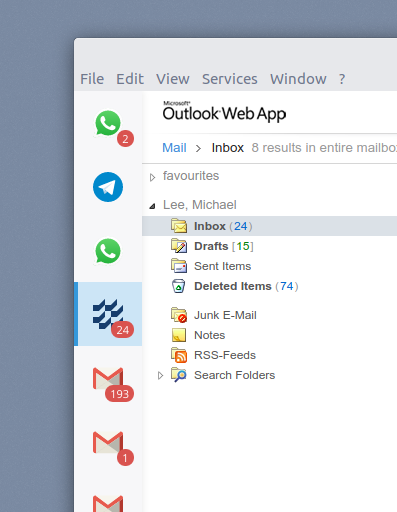 File Edit View Services Window ?
Microsoft®
Outlook Web App
Mail > Inbox 8 results in entire mailbo
favourites
Lee, Michael
Inbox (24)
Drafts [15]
Sent Items
Deleted Items (74)
Junk E-Mail
Notes
RSS-Feeds
Search Folders
2
24
193
1